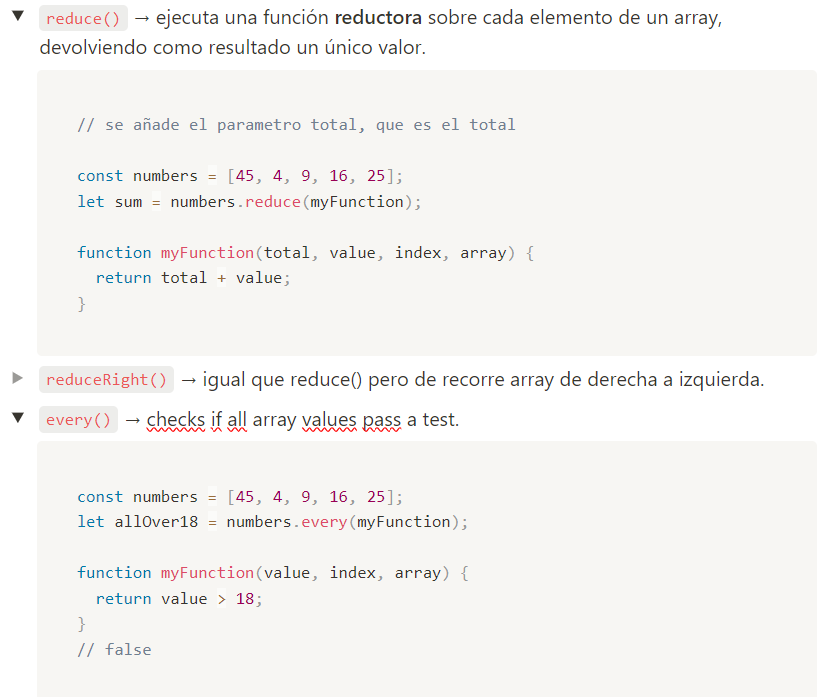 reduce() → ejecuta una función reductora sobre cada elemento de un array,
devolviendo como resultado un único valor.
// se añade el parametro total, que es el total
const numbers = [45, 4, 9, 16, 25];
let sum = numbers.reduce(myFunction);
function myFunction(total, value, index, array) {
  return total + value;
}
reduceRight() → igual que reduce() pero de recorre array de derecha a izquierda.
every() → checks if all array values pass a test.
const numbers = [45, 4, 9, 16, 25];
let allOver18 = numbers.every(myFunction);
function myFunction(value, index, array) {
  return value > 18;
}
// false